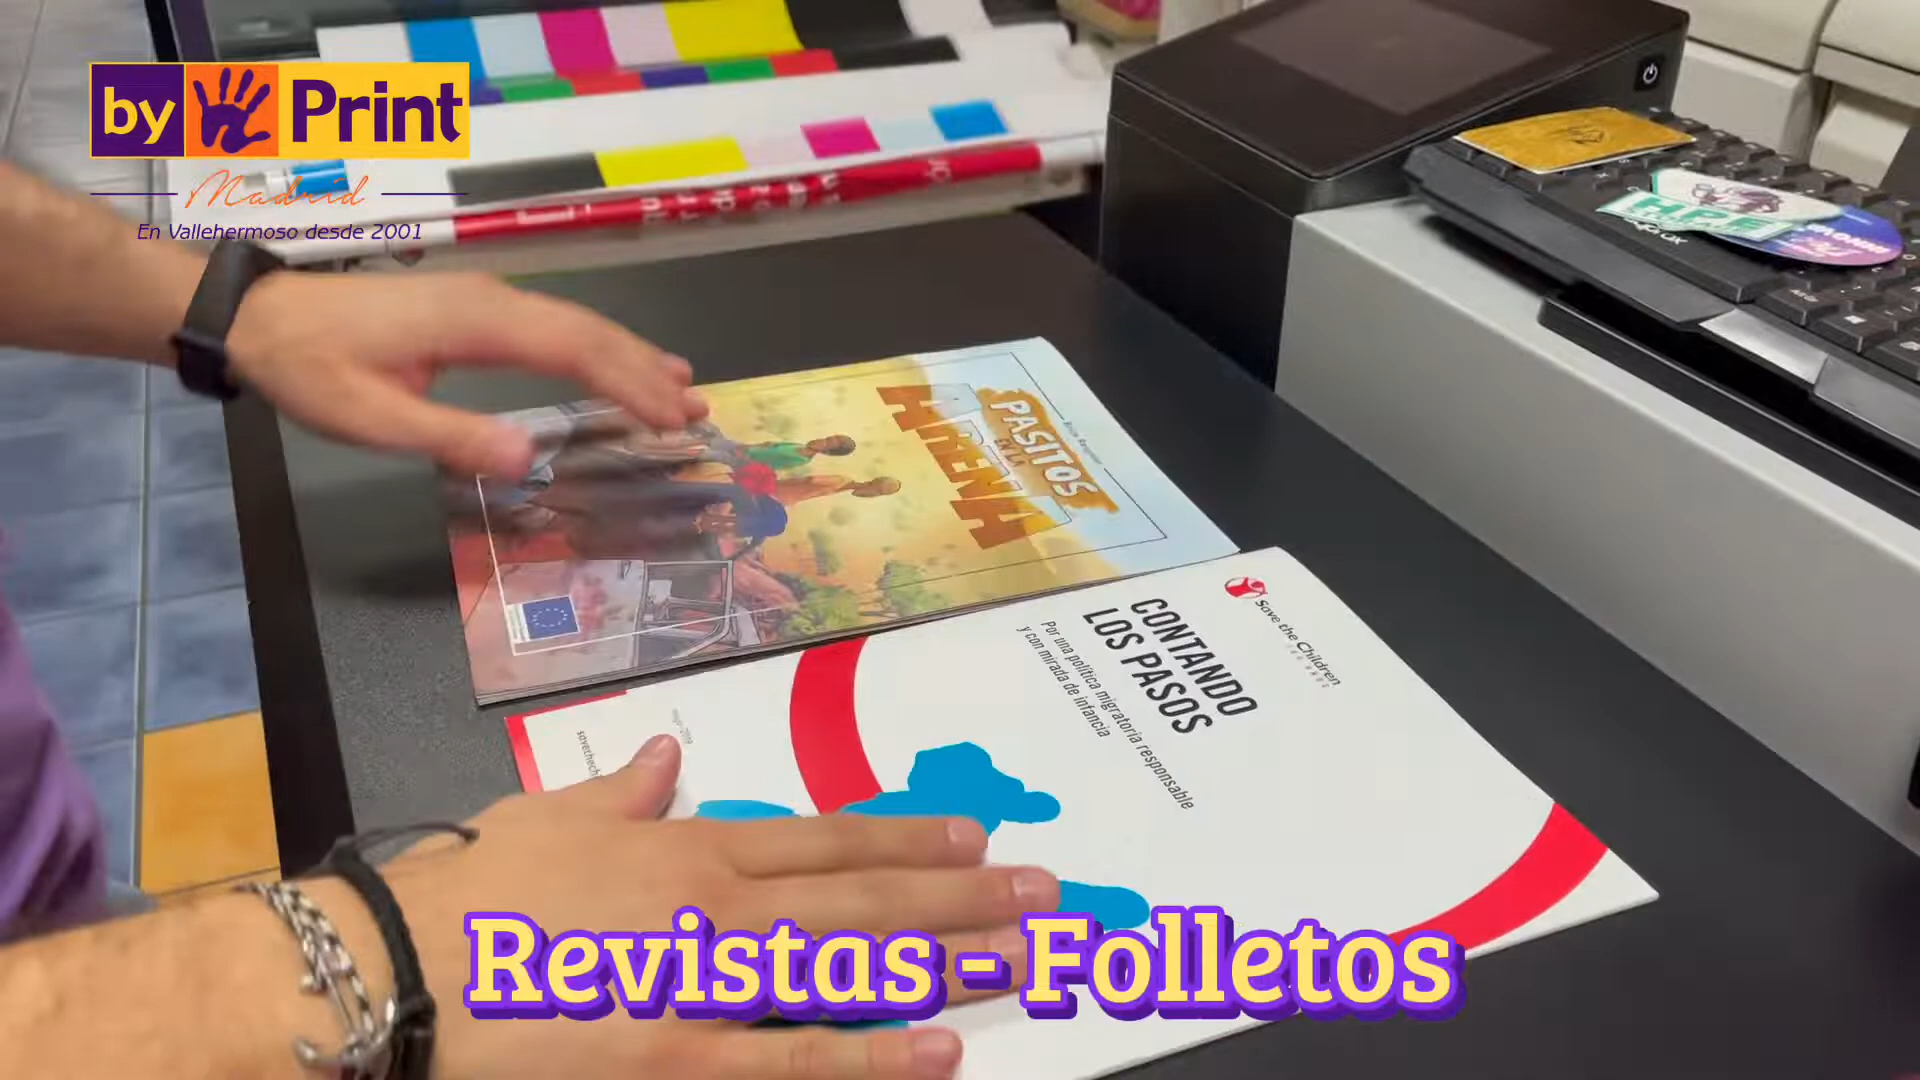 by Print
Madrid
En Vallehermoso desde 2001
HPE
PASITOS
EN LA
ARENA
Save the Children
CONTANDO
LOS PASOS
Por una política migratoria responsable
y con mirada de infancia
Revistas - Folletos